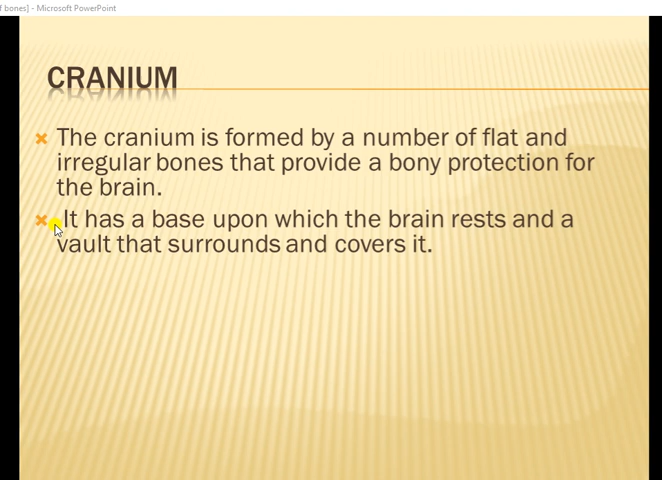 f bones] - Microsoft PowerPoint
CRANIUM
The cranium is formed by a number of flat and
irregular bones that provide a bony protection for
the brain.
It has a base upon which the brain rests and a
vault that surrounds and covers it.